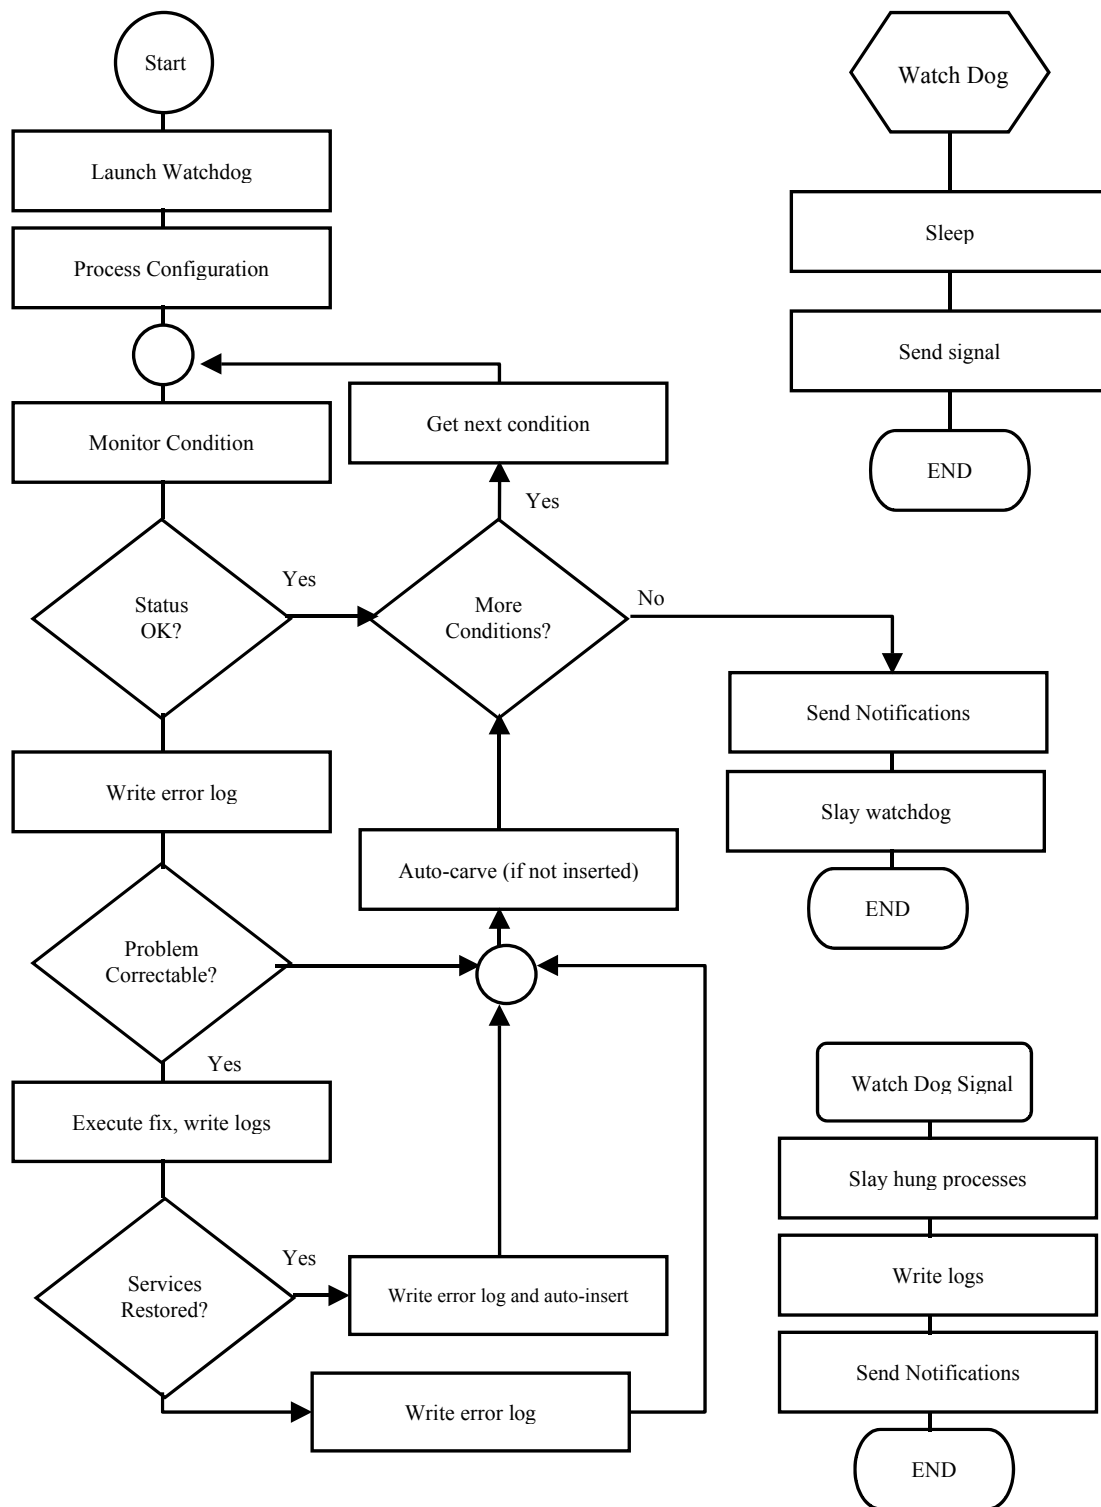 Start
Launch Watchdog
Process Configuration
Monitor Condition
Get next condition
Yes
Status
OK?
Yes
More
Conditions?
No
Write error log
Auto-carve (if not inserted)
Problem
Correctable?
Yes
Execute fix, write logs
Services
Restored?
Yes
Write error log and auto-insert
Write error log
Send Notifications
Slay watchdog
END
Watch Dog
Sleep
Send signal
END
Watch Dog Signal
Slay hung processes
Write logs
Send Notifications
END